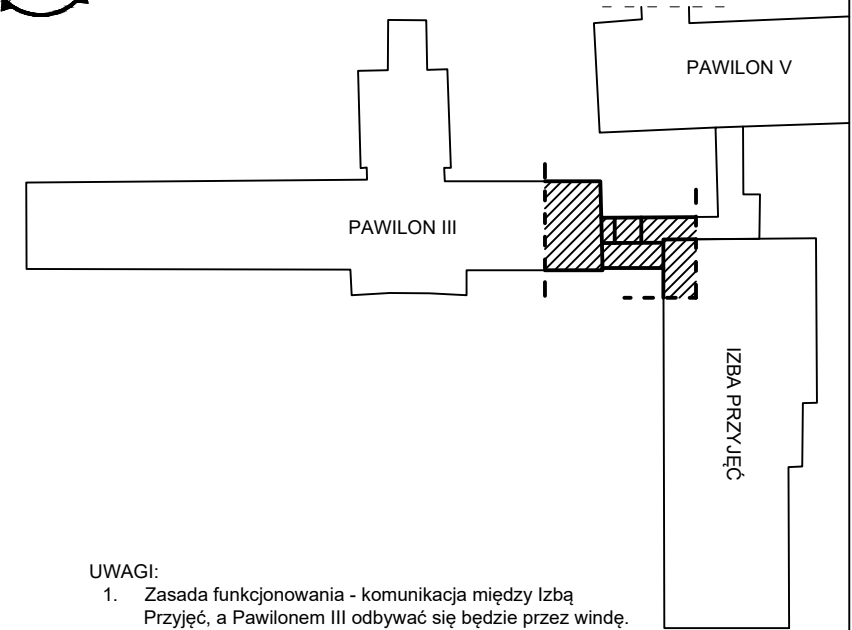 PAWILON V
PAWILON III
IZBA PRZYJĘĆ
UWAGI:
1. Zasada funkcjonowania - komunikacja między Izbą
Przyjęć, a Pawilonem III odbywać się będzie przez windę.